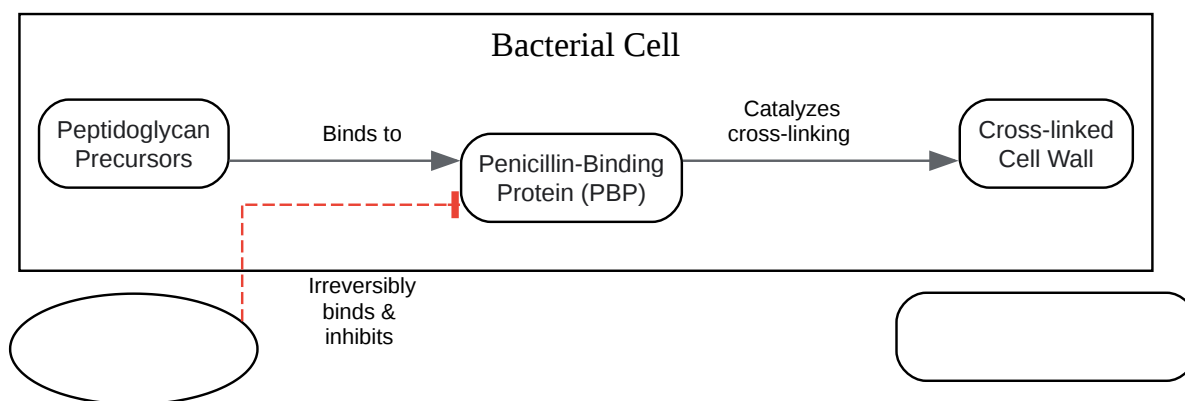 Bacterial Cell
Peptidoglycan
Precursors
Binds to
Penicillin-Binding
Protein (PBP)
Catalyzes
cross-linking
Cross-linked
Cell Wall
Irreversibly
binds &
inhibits